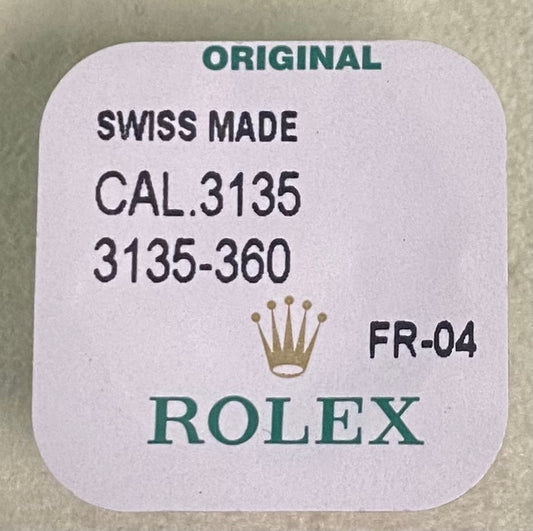 ORIGINAL
SWISS MADE
CAL.3135
3135-360
FR-04
ROLEX